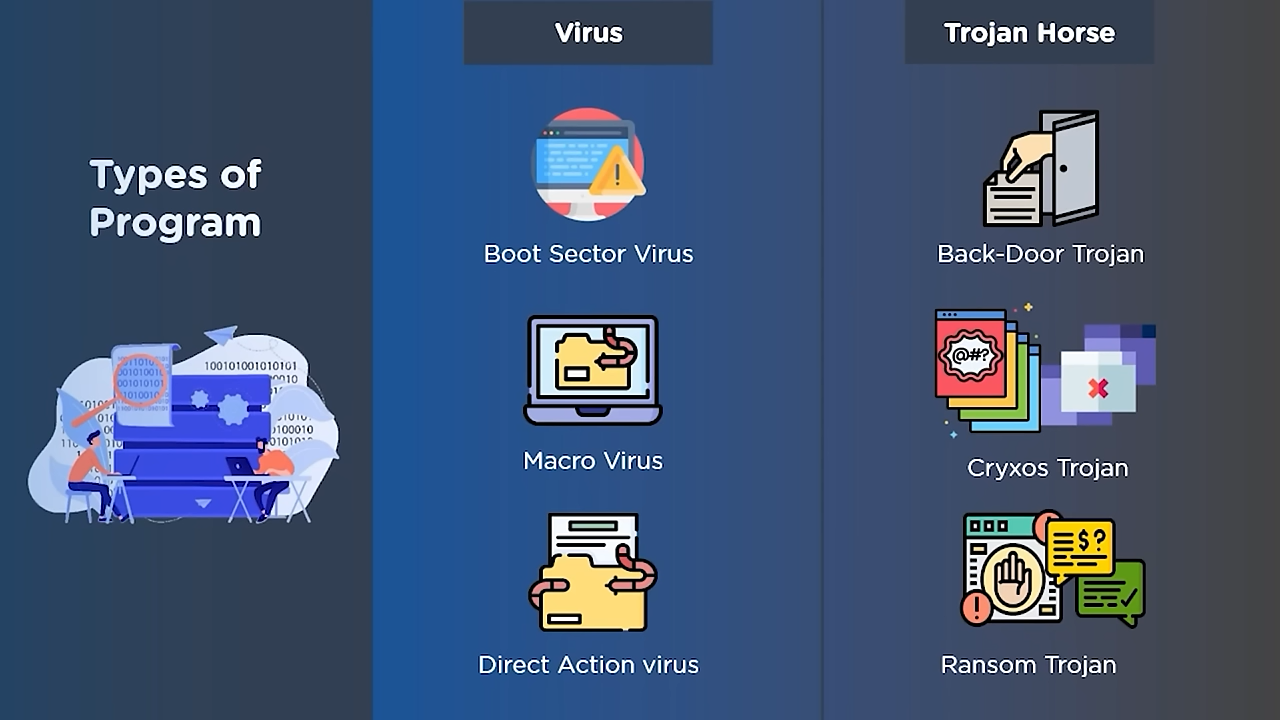 Types of
Program
Virus
Boot Sector Virus
Macro Virus
Direct Action virus
Trojan Horse
Back-Door Trojan
@#?
Cryxos Trojan
$?
Ransom Trojan
100101001010101